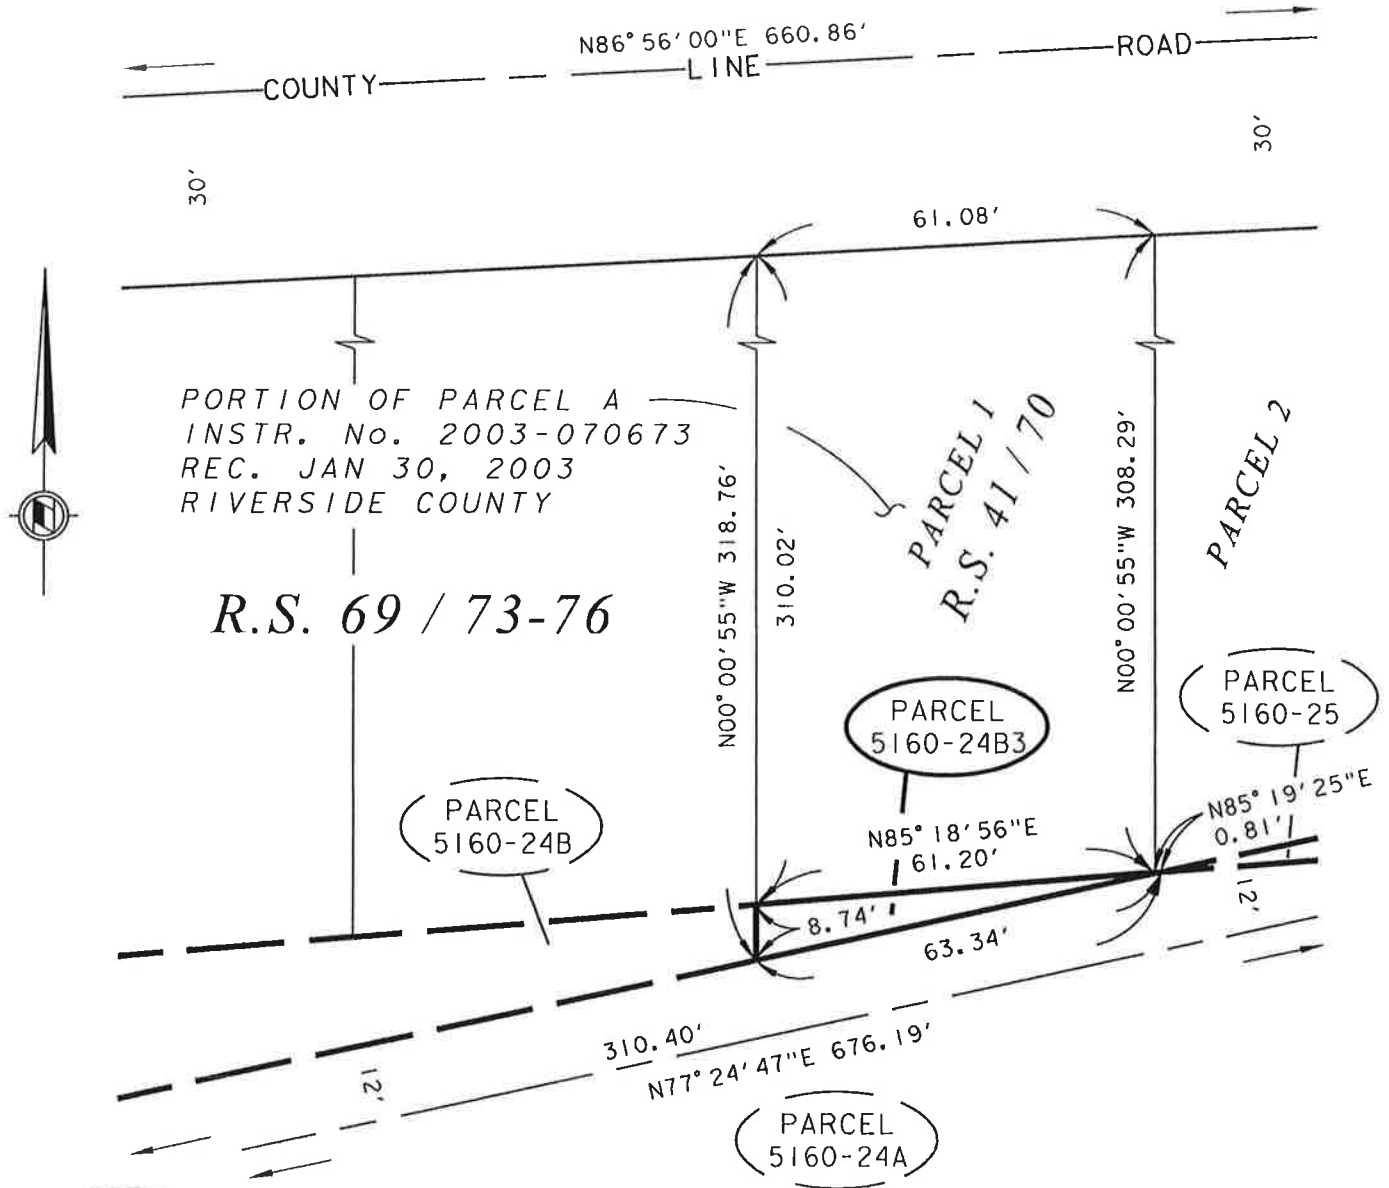 N86°56'00"E 660.86'
COUNTY LINE ROAD
30'
30'
61.08'
PORTION OF PARCEL A
INSTR. No. 2003-070673
REC. JAN 30, 2003
RIVERSIDE COUNTY
R.S. 69 / 73-76
N00°00'55"W 318.76'
310.02'
PARCEL 1
R.S. 41 / 70
N00°00'55"W 308.29'
PARCEL 2
PARCEL
5160-25
PARCEL
5160-24B3
PARCEL
5160-24B
N85°18'56"E
61.20'
N85°19'25"E
0.81'
8.74'
63.34'
12'
12'
310.40'
N77°24'47"E 676.19'
PARCEL
5160-24A